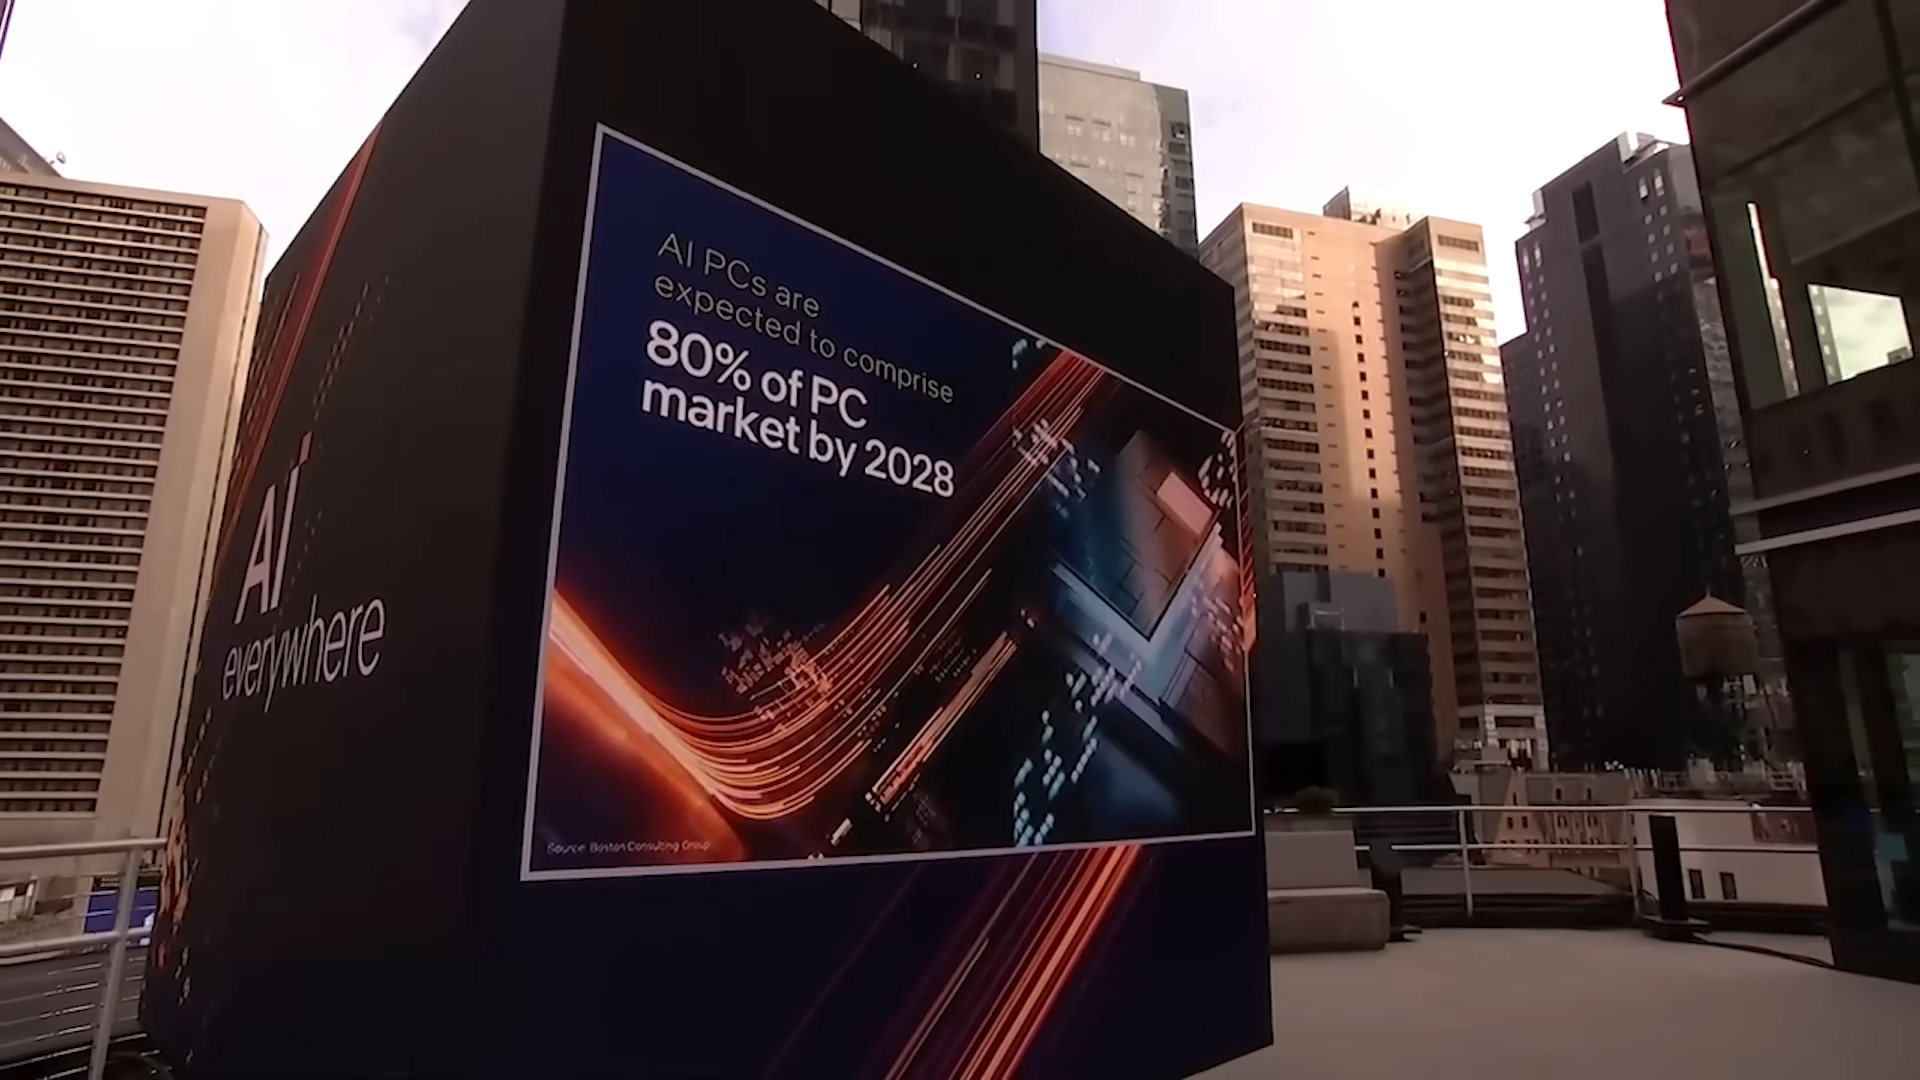 AI
everywhere
AI PCs are
expected to comprise
80% of PC
market by 2028
Source: Boston Consulting Group